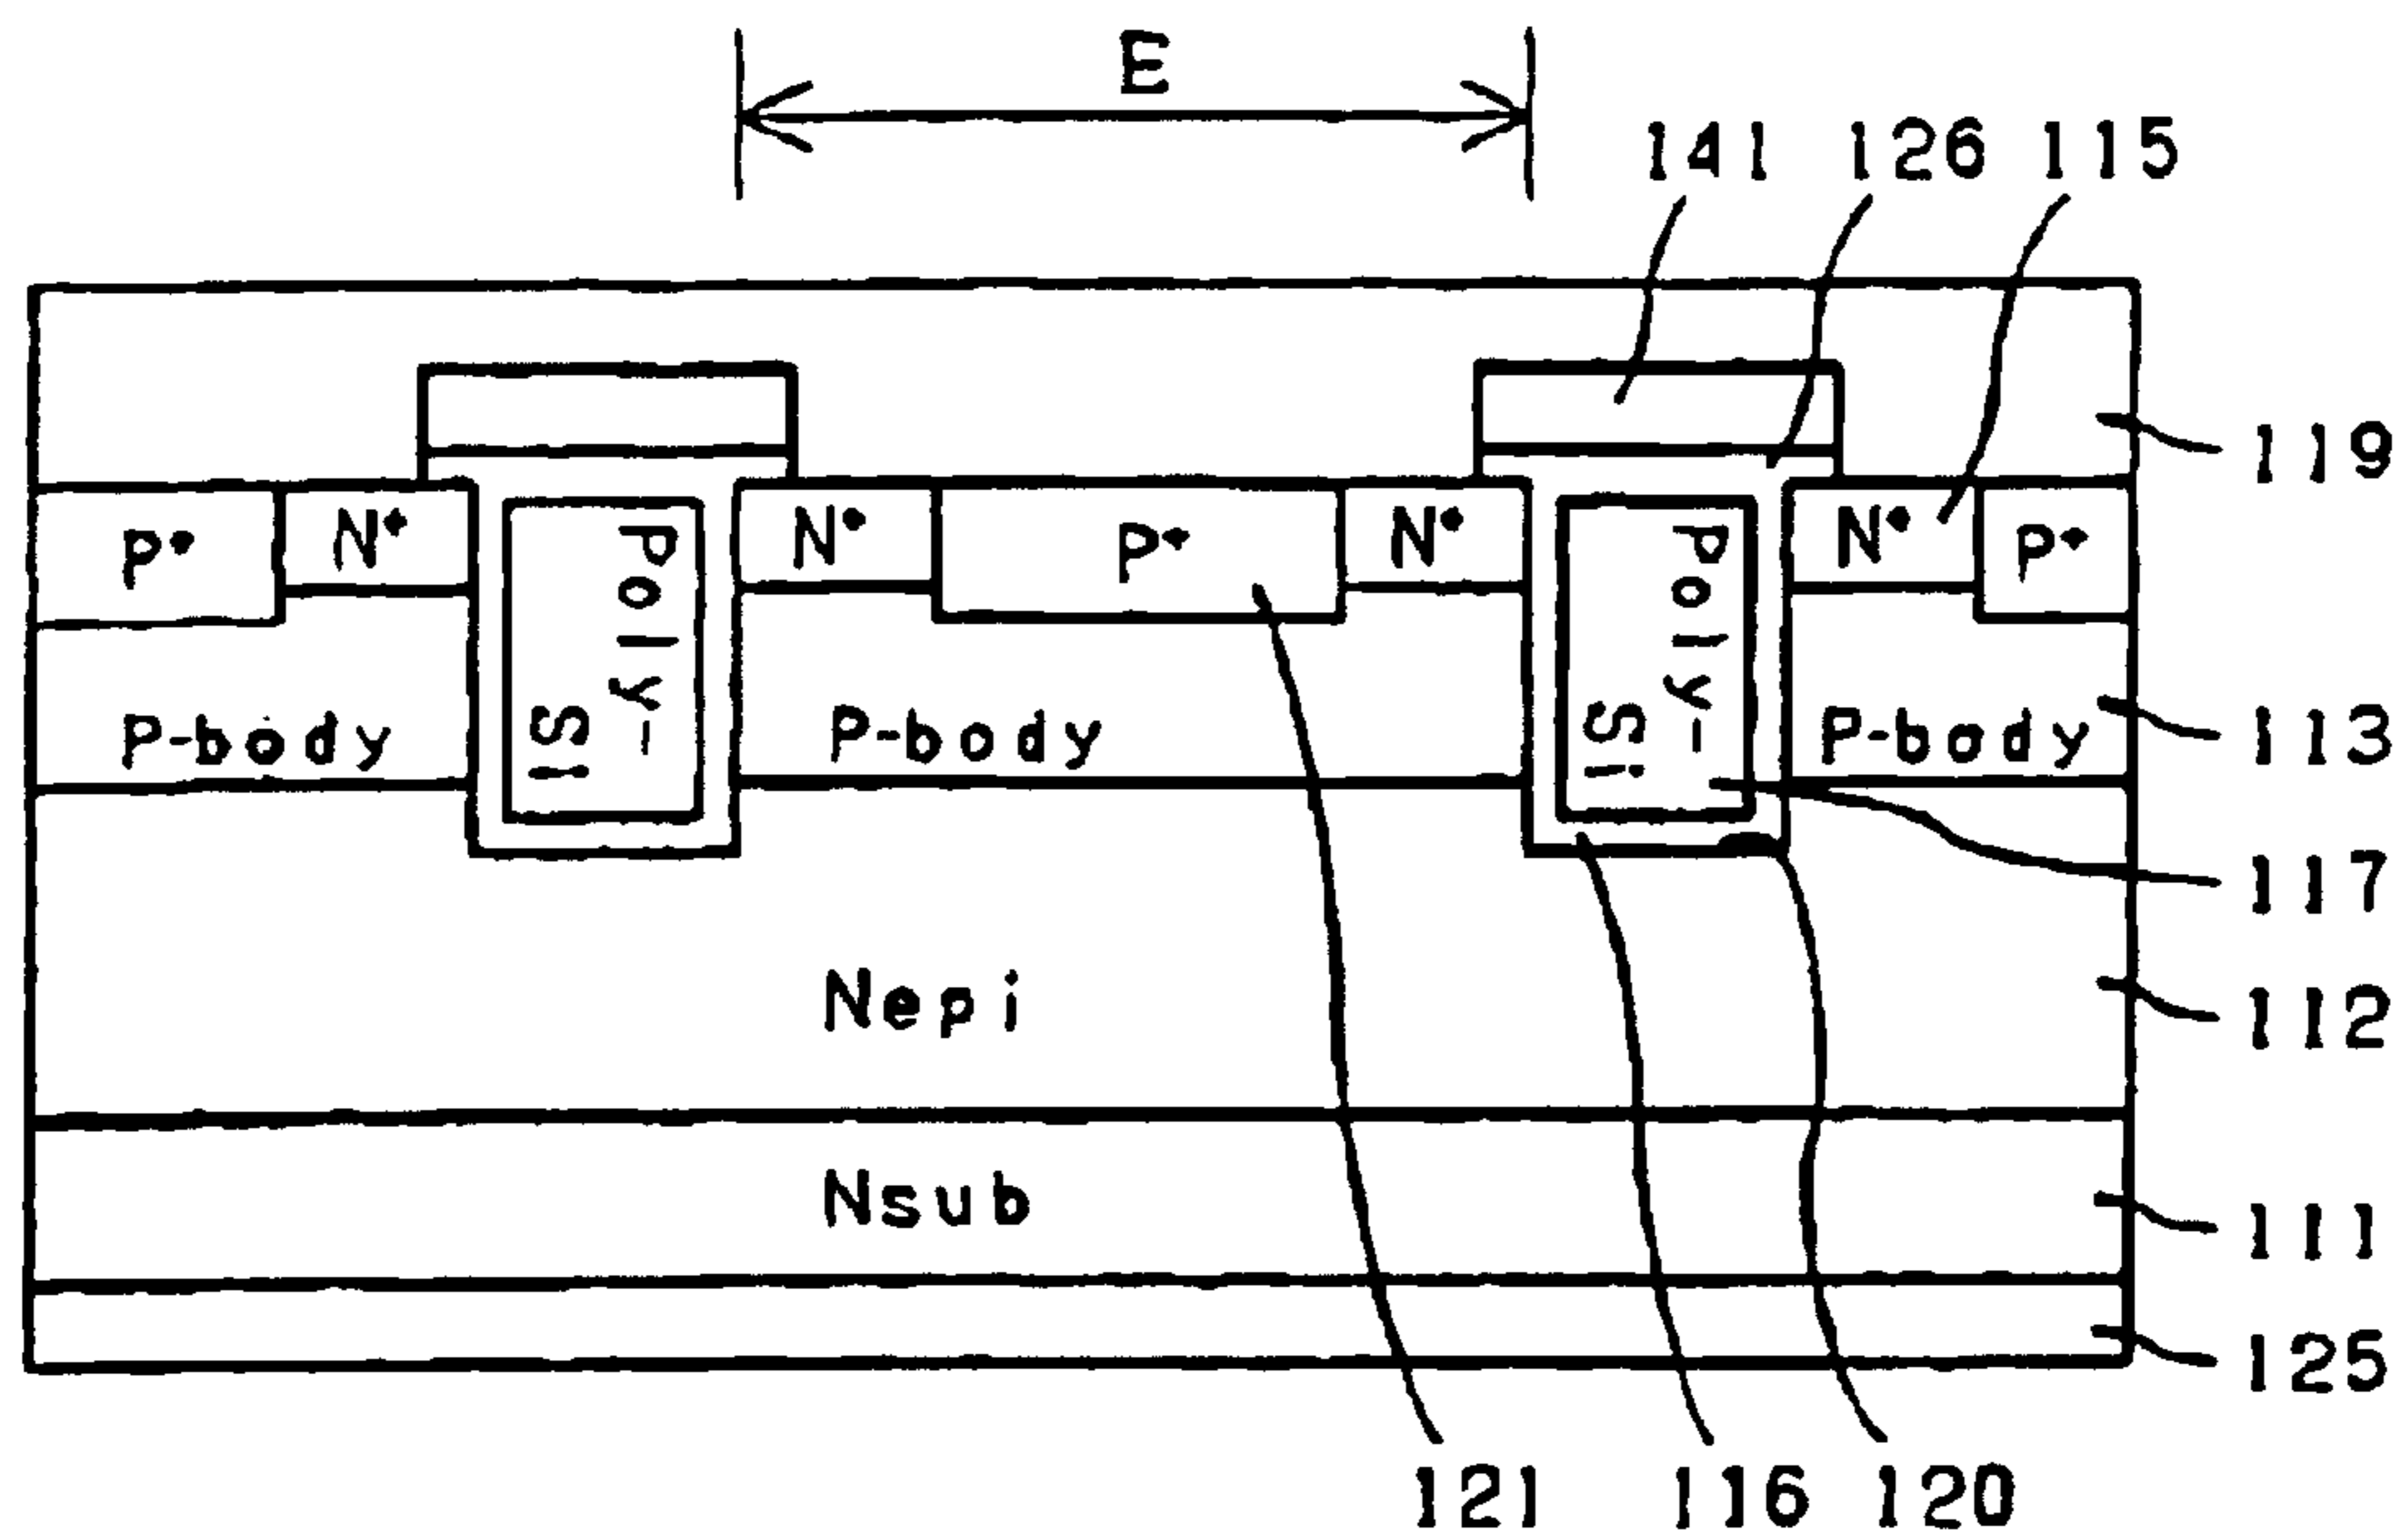 E
141 126 115
119
P+ N+ N+ P+ N+ N+ P+
Poly-
Si
Poly-
Si
P-body P-body P-body
113
117
Nepi
112
Nsub
111
125
121 116 120